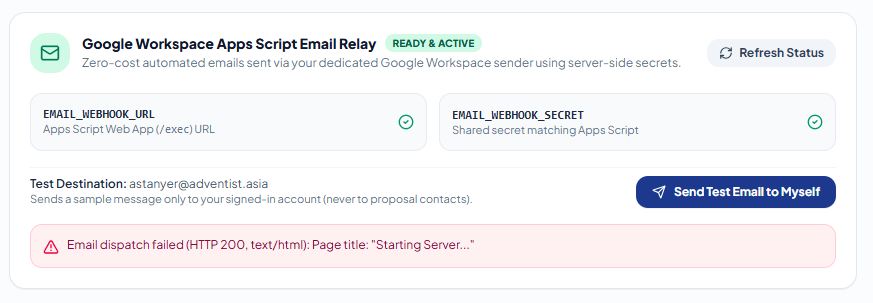 Google Workspace Apps Script Email Relay READY & ACTIVE
Zero-cost automated emails sent via your dedicated Google Workspace sender using server-side secrets.
Refresh Status
EMAIL_WEBHOOK_URL
Apps Script Web App (/exec) URL
EMAIL_WEBHOOK_SECRET
Shared secret matching Apps Script
Test Destination: astanyer@adventist.asia
Sends a sample message only to your signed-in account (never to proposal contacts).
Send Test Email to Myself
Email dispatch failed (HTTP 200, text/html): Page title: "Starting Server..."